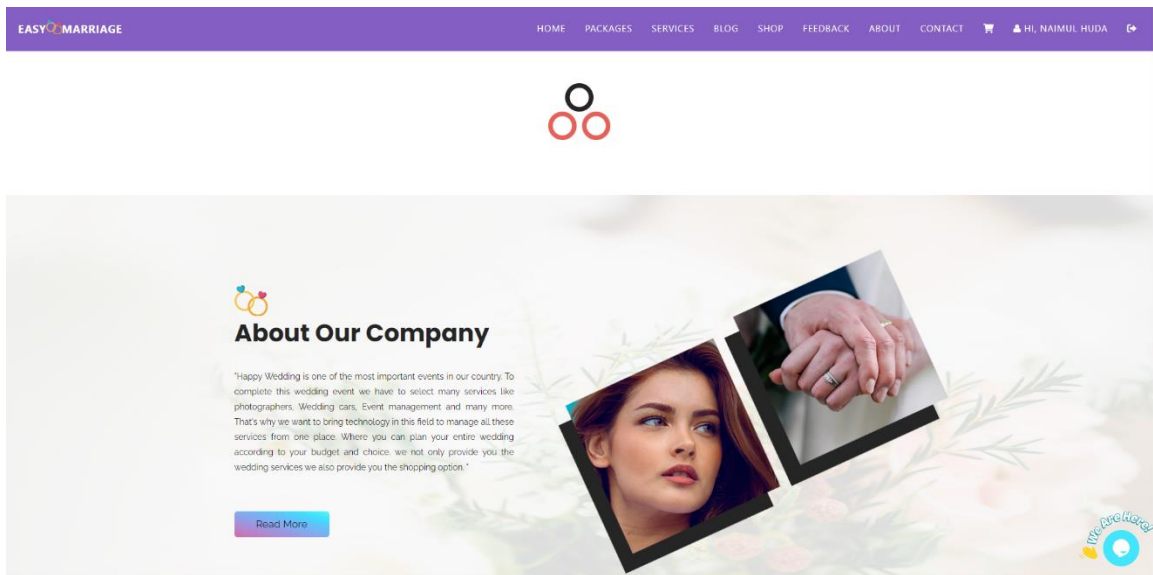 EASY MARRIAGE
HOME PACKAGES SERVICES BLOG SHOP FEEDBACK ABOUT CONTACT HI, NAIMUL HUDA
About Our Company
"Happy Wedding is one of the most important events in our country. To
complete this wedding event we have to select many services like
photographers, Wedding cars, Event management and many more.
That's why we want to bring technology in this field to manage all these
services from one place. Where you can plan your entire wedding
according to your budget and choice. we not only provide you the
wedding services we also provide you the shopping option. "
Read More
We Are Here!